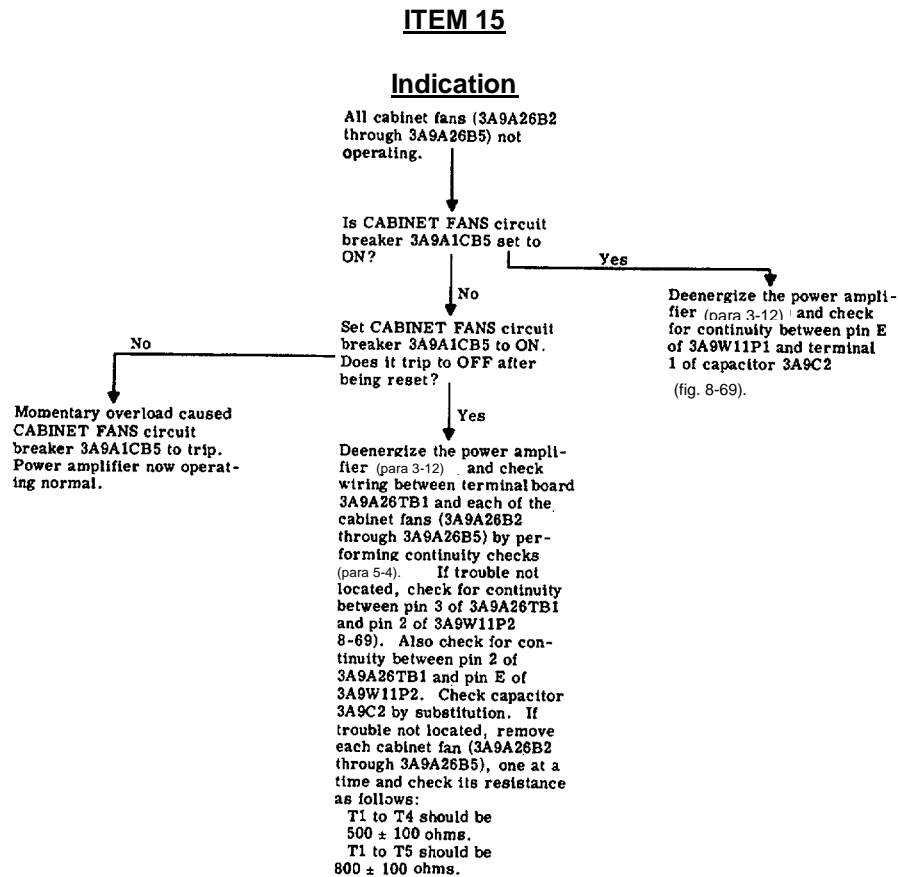 ITEM 15
Indication
All cabinet fans (3A9A26B2
through 3A9A26B5) not
operating.
Is CABINET FANS circuit
breaker 3A9A1CB5 set to
ON?
Yes
No
Deenergize the power ampli-
fier (para 3-12) and check
for continuity between pin E
of 3A9W11P1 and terminal
1 of capacitor 3A9C2
(fig. 8-69).
Set CABINET FANS circuit
breaker 3A9A1CB5 to ON.
Does it trip to OFF after
being reset?
No
Yes
Momentary overload caused
CABINET FANS circuit
breaker 3A9A1CB5 to trip.
Power amplifier now operat-
ing normal.
Deenergize the power ampli-
fier (para 3-12) and check
wiring between terminal board
3A9A26TB1 and each of the
cabinet fans (3A9A26B2
through 3A9A26B5) by per-
forming continuity checks
(para 5-4). If trouble not
located, check for continuity
between pin 3 of 3A9A26TB1
and pin 2 of 3A9W11P2
8-69). Also check for con-
tinuity between pin 2 of
3A9A26TB1 and pin E of
3A9W11P2. Check capacitor
3A9C2 by substitution. If
trouble not located, remove
each cabinet fan (3A9A26B2
through 3A9A26B5), one at a
time and check its resistance
as follows:
T1 to T4 should be
500 ± 100 ohms.
T1 to T5 should be
800 ± 100 ohms.